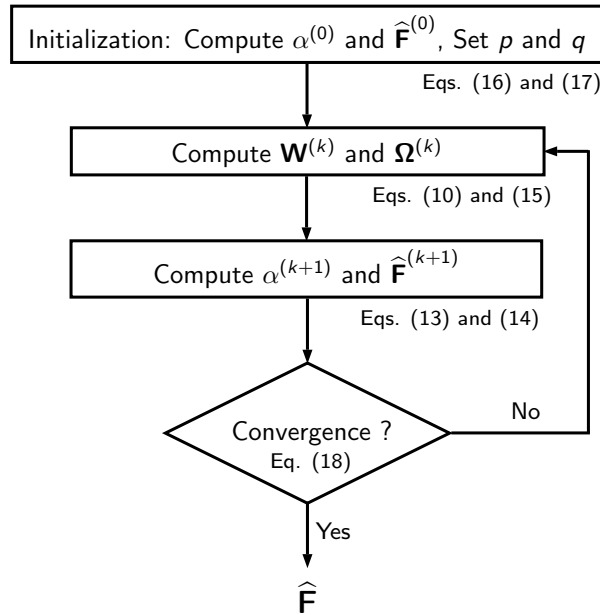 Initialization: Compute α^(0) and F̂^(0), Set p and q
Eqs. (16) and (17)
Compute W^(k) and Ω^(k)
Eqs. (10) and (15)
Compute α^(k+1) and F̂^(k+1)
Eqs. (13) and (14)
No
Convergence ?
Eq. (18)
Yes
F̂